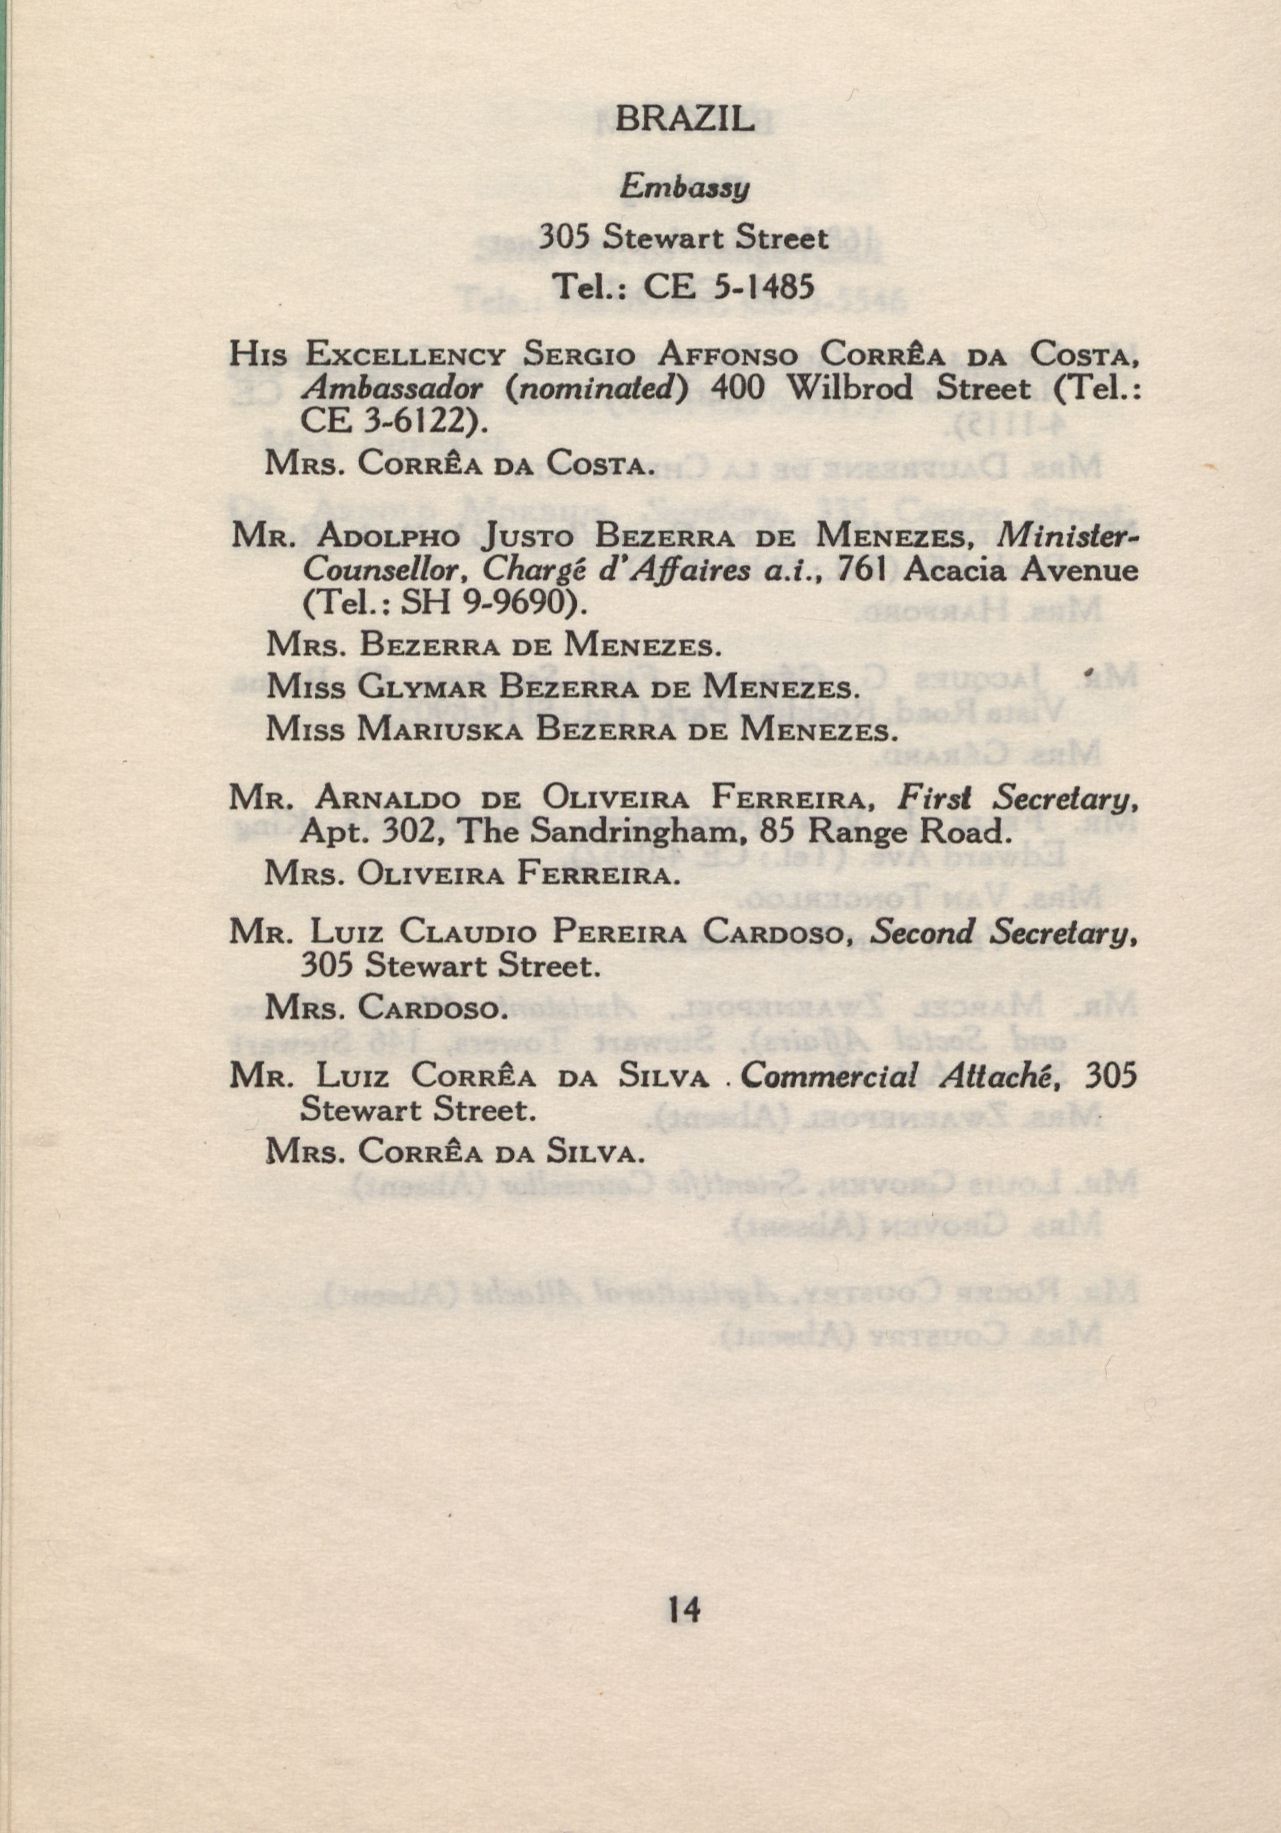 BRAZIL
Embassy
305 Stewart Street
Tel.: CE 5-1485
HIS EXCELLENCY SERGIO AFFONSO CORRÊA DA COSTA,
Ambassador (nominated) 400 Wilbrod Street (Tel.:
CE 3-6122).
MRS. CORRÊA DA COSTA.
MR. ADOLPHO JUSTO BEZERRA DE MENEZES, Minister-
Counsellor, Chargé d'Affaires a.i., 761 Acacia Avenue
(Tel.: SH 9-9690).
MRS. BEZERRA DE MENEZES.
MISS GLYMAR BEZERRA DE MENEZES.
MISS MARIUSKA BEZERRA DE MENEZES.
MR. ARNALDO DE OLIVEIRA FERREIRA, First Secretary,
Apt. 302, The Sandringham, 85 Range Road.
MRS. OLIVEIRA FERREIRA.
MR. LUIZ CLAUDIO PEREIRA CARDOSO, Second Secretary,
305 Stewart Street.
MRS. CARDOSO.
MR. LUIZ CORRÊA DA SILVA . Commercial Attaché, 305
Stewart Street.
MRS. CORRÊA DA SILVA.
14